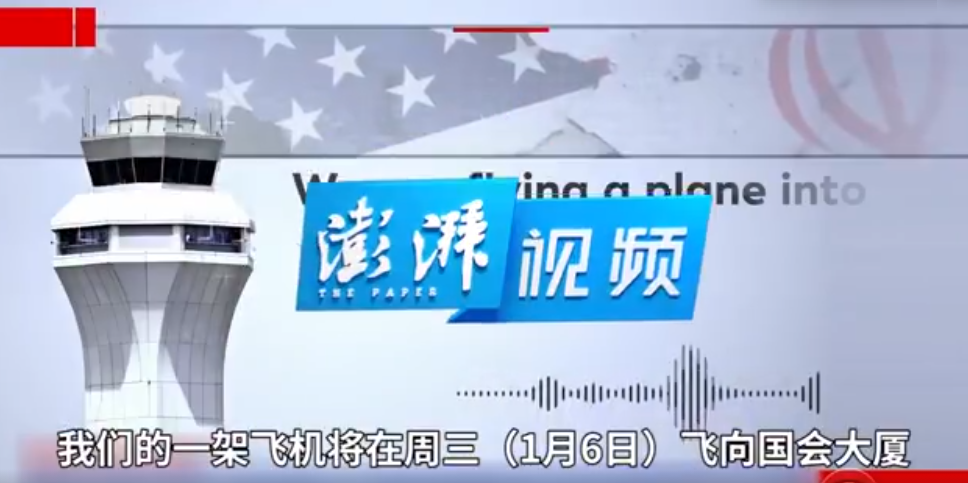 flying a plane into
澎湃 视频
THE PAPER
我们的一架飞机将在周三（1月6日）飞向国会大厦